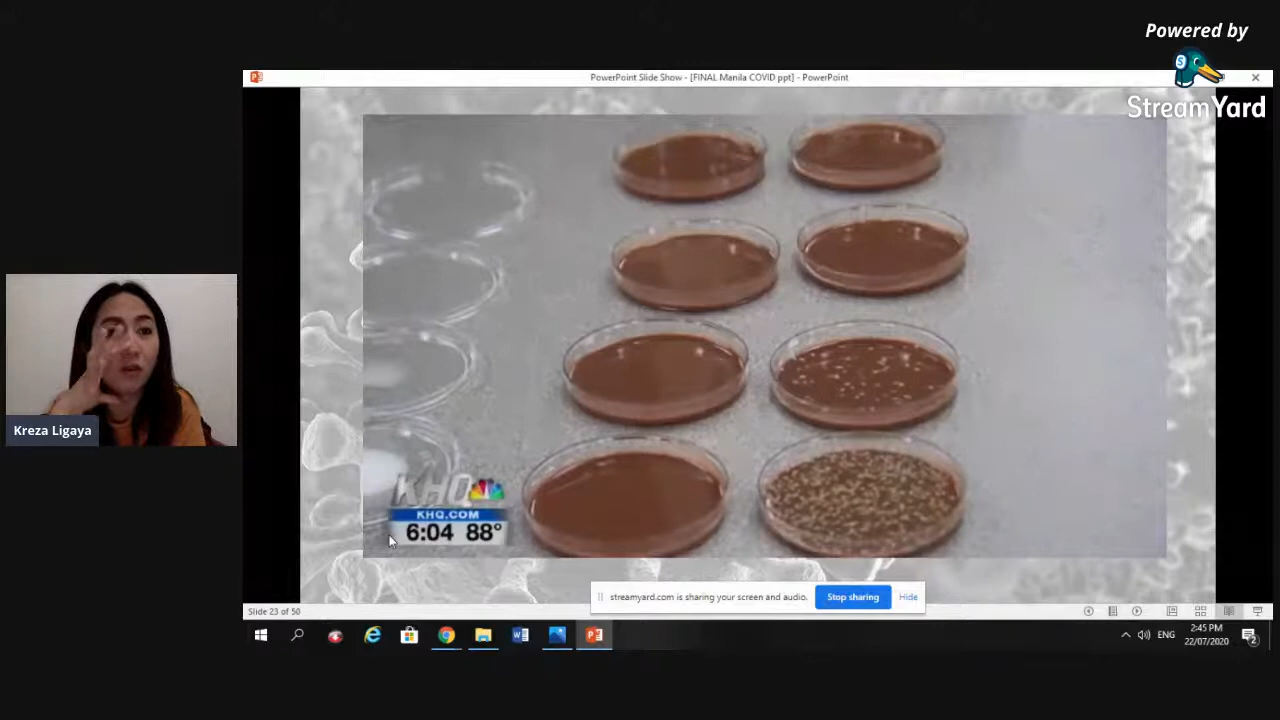 Powered by
StreamYard
PowerPoint Slide Show - [FINAL Manila COVID ppt] - PowerPoint
Kreza Ligaya
KHQ
KHQ.COM
6:04 88°
streamyard.com is sharing your screen and audio.
Stop sharing
Hide
Slide 23 of 50
ENG
2:45 PM
22/07/2020
2